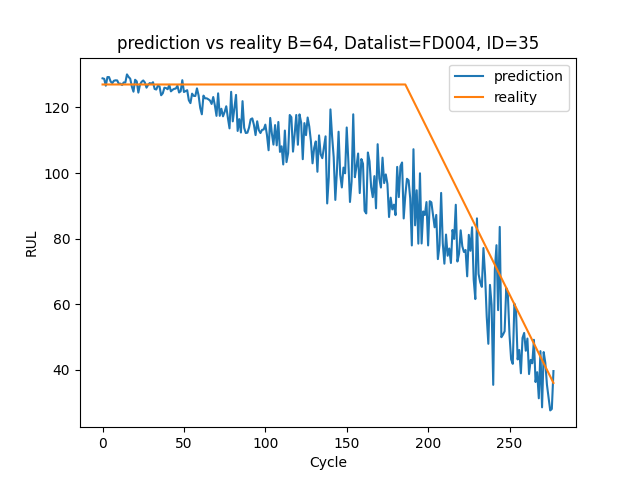 prediction vs reality B=64, Datalist=FD004, ID=35
prediction
reality
RUL
120
100
80
60
40
0 50 100 150 200 250
Cycle